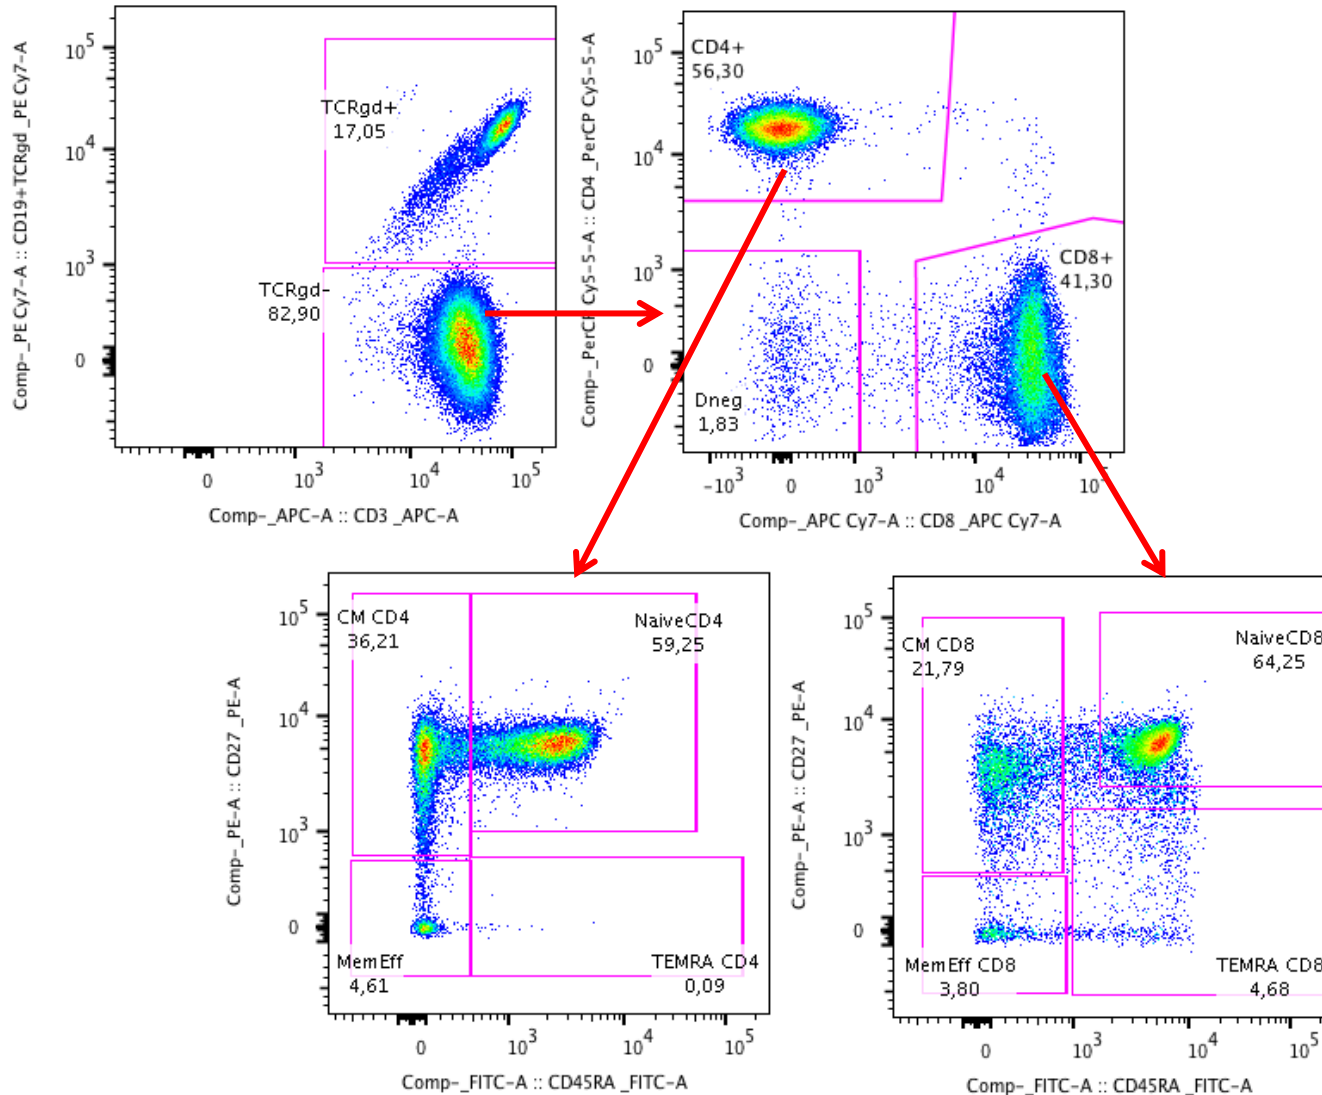 Comp-_PE Cy7-A :: CD19+TCRgd _PE Cy7-A
10^5
10^4
10^3
0
TCRgd+
17,05
TCRgd-
82,90
0
10^3
10^4
10^5
Comp-_APC-A :: CD3 _APC-A
Comp-_PerCP Cy5-5-A :: CD4 _PerCP Cy5-5-A
10^5
10^4
10^3
0
CD4+
56,30
CD8+
41,30
Dneg
1,83
-10^3
0
10^3
10^4
Comp-_APC Cy7-A :: CD8 _APC Cy7-A
Comp-_PE-A :: CD27 _PE-A
10^5
10^4
10^3
0
CM CD4
36,21
NaiveCD4
59,25
MemEff
4,61
TEMRA CD4
0,09
0
10^3
10^4
10^5
Comp-_FITC-A :: CD45RA _FITC-A
Comp-_PE-A :: CD27 _PE-A
10^5
10^4
10^3
0
CM CD8
21,79
NaiveCD8
64,25
MemEff CD8
3,80
TEMRA CD8
4,68
0
10^3
10^4
10^5
Comp-_FITC-A :: CD45RA _FITC-A